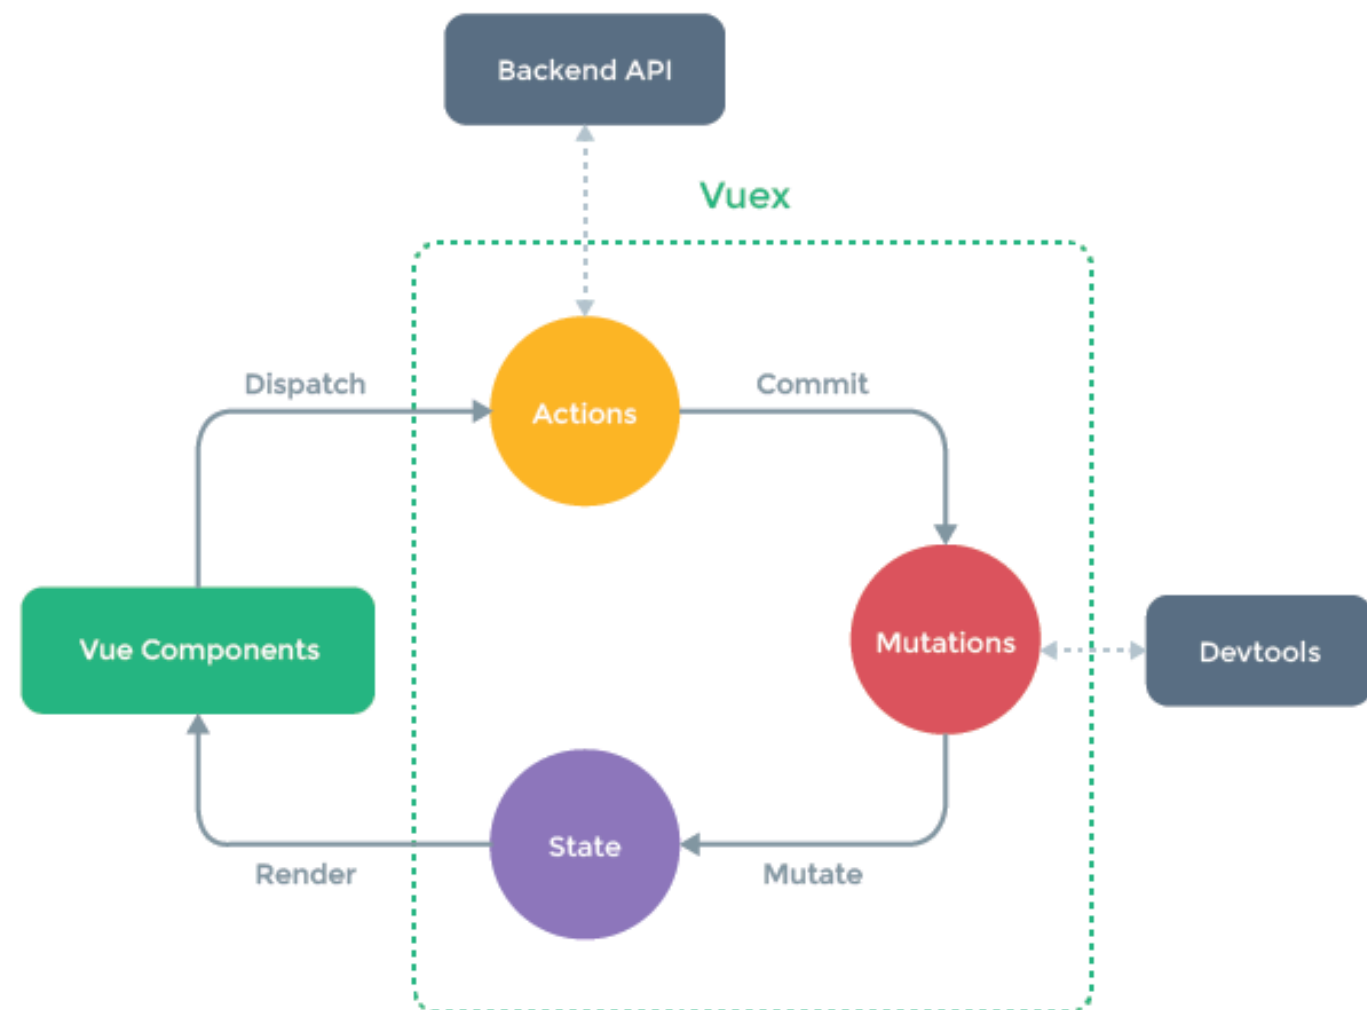 Backend API
Vuex
Dispatch
Commit
Actions
Vue Components
Mutations
Devtools
State
Render
Mutate